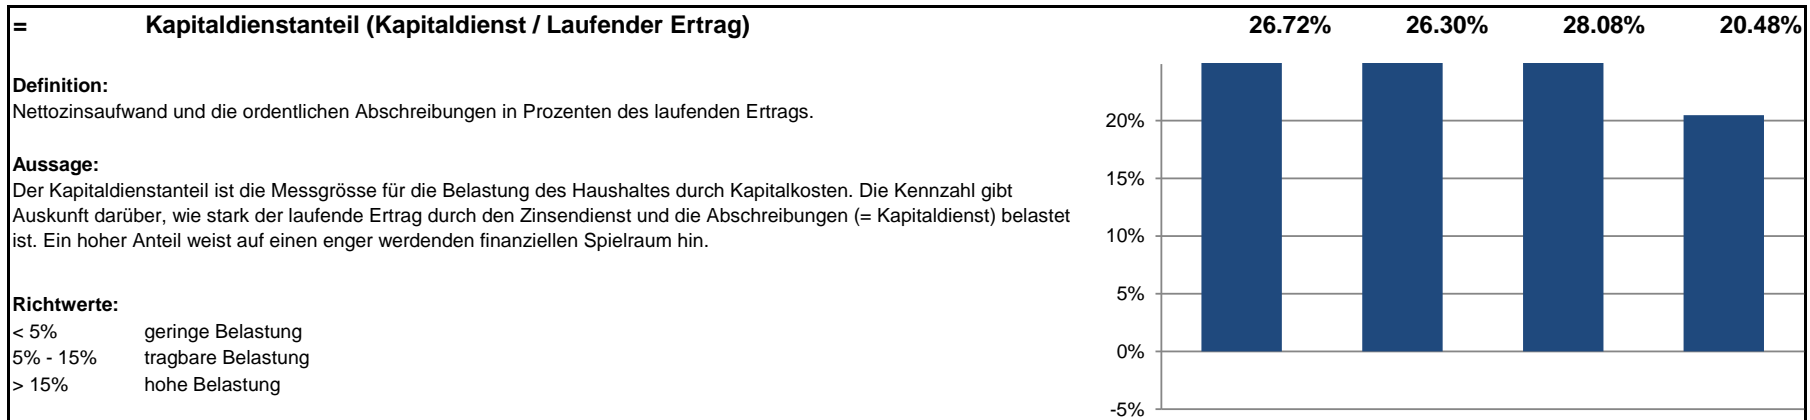 = Kapitaldienstanteil (Kapitaldienst / Laufender Ertrag) 26.72% 26.30% 28.08% 20.48%
Definition:
Nettozinsaufwand und die ordentlichen Abschreibungen in Prozenten des laufenden Ertrags.
Aussage:
Der Kapitaldienstanteil ist die Messgrösse für die Belastung des Haushaltes durch Kapitalkosten. Die Kennzahl gibt
Auskunft darüber, wie stark der laufende Ertrag durch den Zinsendienst und die Abschreibungen (= Kapitaldienst) belastet
ist. Ein hoher Anteil weist auf einen enger werdenden finanziellen Spielraum hin.
Richtwerte:
< 5% geringe Belastung
5% - 15% tragbare Belastung
> 15% hohe Belastung
20%
15%
10%
5%
0%
-5%